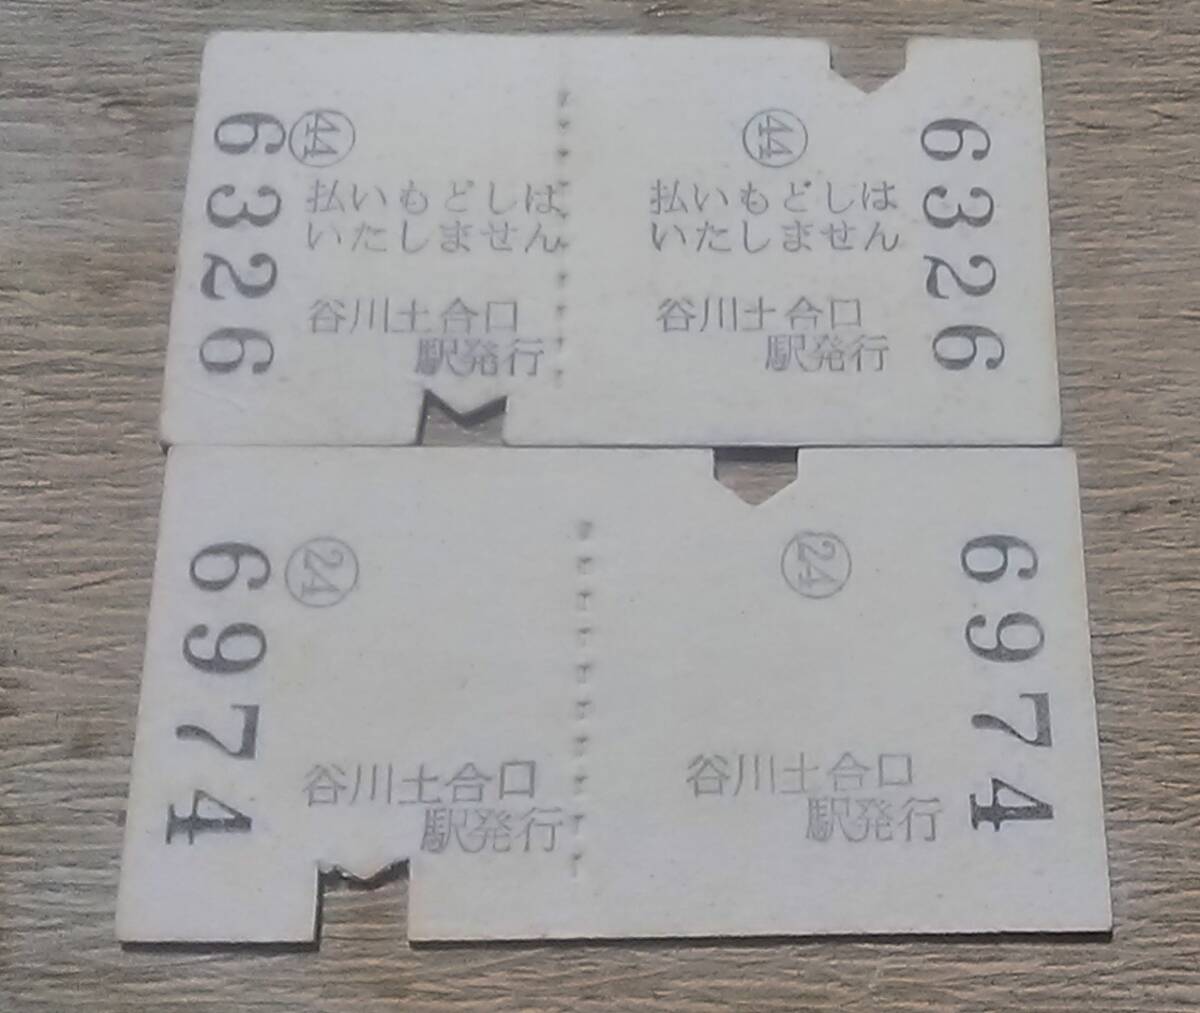 6326
㊹
払いもどしは
いたしません
谷川土合口
駅発行
㊹
払いもどしは
いたしません
谷川土合口
駅発行
6326
6974
㉔
谷川土合口
駅発行
㉔
谷川土合口
駅発行
6974